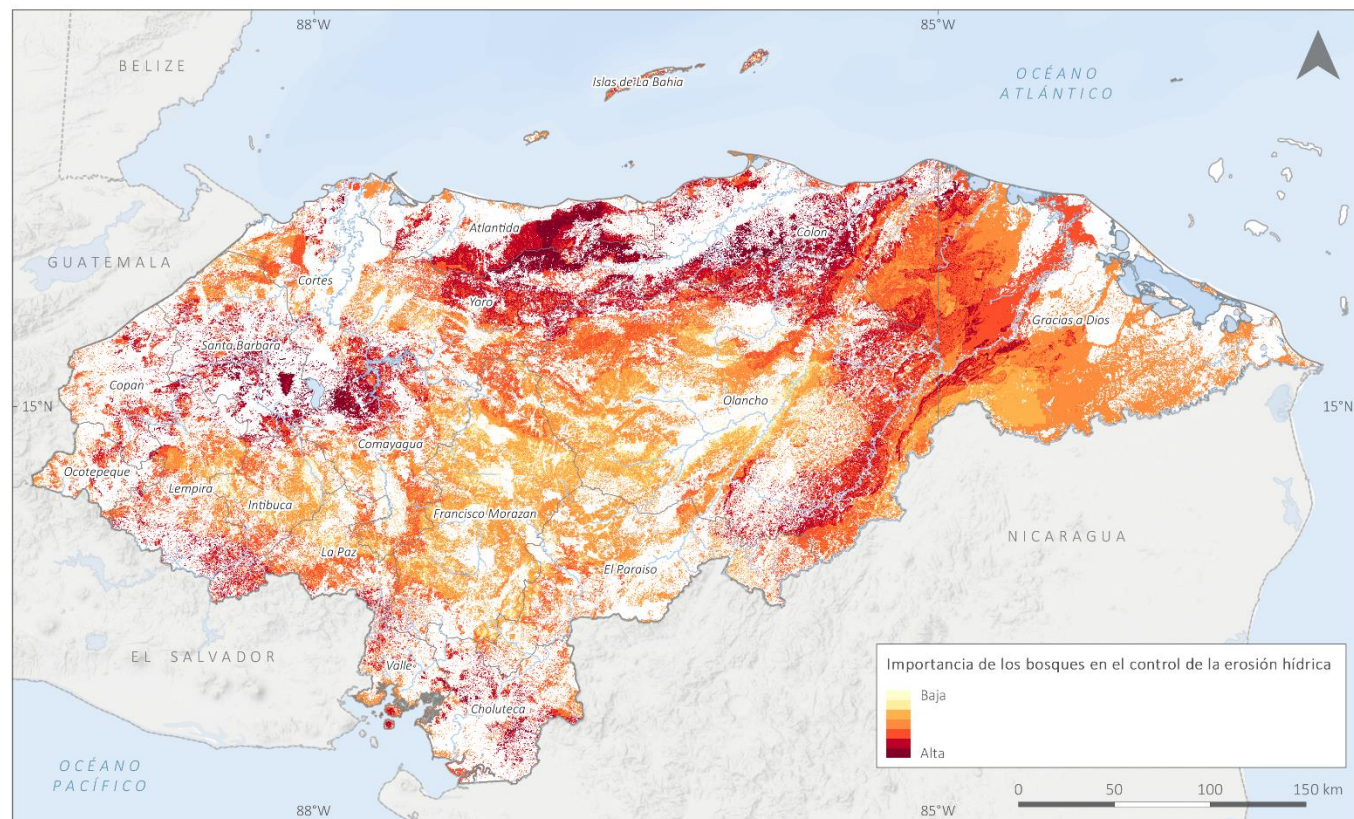 88°W
85°W
BELIZE
Islas de La Bahia
OCÉANO
ATLÁNTICO
Atlantida
Colon
GUATEMALA
Cortes
Yoro
Gracias a Dios
Santa Barbara
Copan
15°N
15°N
Olancho
Comayagua
Ocotepeque
Lempira
Intibuca
Francisco Morazan
La Paz
NICARAGUA
El Paraiso
EL SALVADOR
Valle
Choluteca
Importancia de los bosques en el control de la erosión hídrica
Baja
Alta
OCÉANO
PACÍFICO
88°W
85°W
0 50 100 150 km